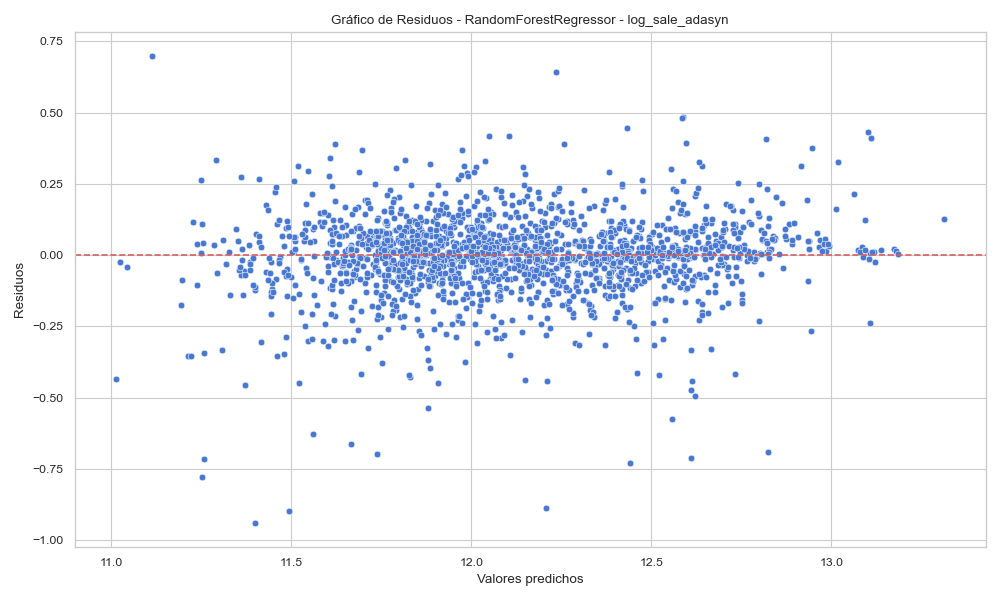 Gráfico de Residuos - RandomForestRegressor - log_sale_adasyn
0.75
0.50
0.25
0.00
−0.25
−0.50
−0.75
−1.00
Residuos
11.0 11.5 12.0 12.5 13.0
Valores predichos